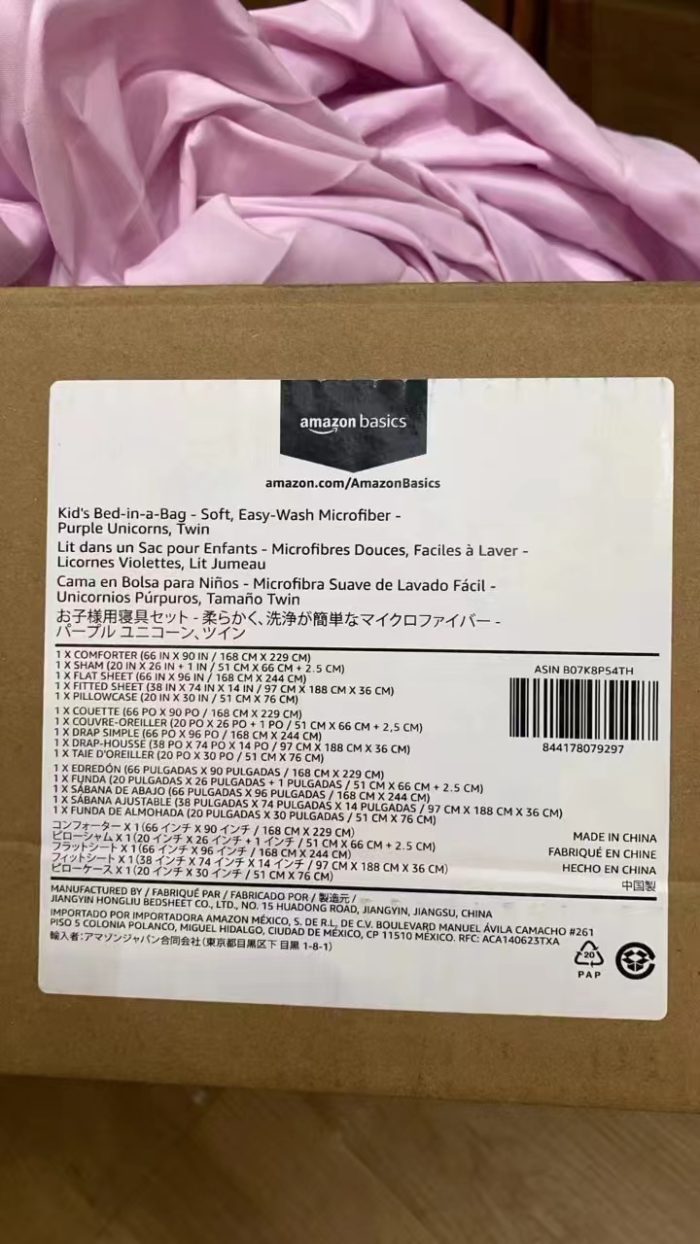 amazon basics
amazon.com/AmazonBasics
Kid's Bed-in-a-Bag - Soft, Easy-Wash Microfiber -
Purple Unicorns, Twin
Lit dans un Sac pour Enfants - Microfibres Douces, Faciles à Laver -
Licornes Violettes, Lit Jumeau
Cama en Bolsa para Niños - Microfibra Suave de Lavado Fácil -
Unicornios Púrpuros, Tamaño Twin
お子様用寝具セット - 柔らかく、洗浄が簡単なマイクロファイバー -
パープル ユニコーン、ツイン
1 X COMFORTER (66 IN X 90 IN / 168 CM X 229 CM)
1 X SHAM (20 IN X 26 IN + 1 IN / 51 CM X 66 CM + 2.5 CM)
1 X FLAT SHEET (66 IN X 96 IN / 168 CM X 244 CM)
1 X FITTED SHEET (38 IN X 74 IN X 14 IN / 97 CM X 188 CM X 36 CM)
1 X PILLOWCASE (20 IN X 30 IN / 51 CM X 76 CM)
1 X COUETTE (66 PO X 90 PO / 168 CM X 229 CM)
1 X COUVRE-OREILLER (20 PO X 26 PO + 1 PO / 51 CM X 66 CM + 2,5 CM)
1 X DRAP SIMPLE (66 PO X 96 PO / 168 CM X 244 CM)
1 X DRAP-HOUSSE (38 PO X 74 PO X 14 PO / 97 CM X 188 CM X 36 CM)
1 X TAIE D'OREILLER (20 PO X 30 PO / 51 CM X 76 CM)
1 X EDREDÓN (66 PULGADAS X 90 PULGADAS / 168 CM X 229 CM)
1 X FUNDA (20 PULGADAS X 26 PULGADAS + 1 PULGADAS / 51 CM X 66 CM + 2.5 CM)
1 X SÁBANA DE ABAJO (66 PULGADAS X 96 PULGADAS / 168 CM X 244 CM)
1 X SÁBANA AJUSTABLE (38 PULGADAS X 74 PULGADAS X 14 PULGADAS / 97 CM X 188 CM X 36 CM)
1 X FUNDA DE ALMOHADA (20 PULGADAS X 30 PULGADAS / 51 CM X 76 CM)
コンフォーター X 1 (66 インチ X 90 インチ / 168 CM X 229 CM)
ピローシャム X 1 (20 インチ X 26 インチ + 1 インチ / 51 CM X 66 CM + 2.5 CM)
フラットシート X 1 (66 インチ X 96 インチ / 168 CM X 244 CM)
フィットシート X 1 (38 インチ X 74 インチ X 14 インチ / 97 CM X 188 CM X 36 CM)
ピローケース X 1 (20 インチ X 30 インチ / 51 CM X 76 CM)
ASIN B07K8P54TH
844178079297
MADE IN CHINA
FABRIQUÉ EN CHINE
HECHO EN CHINA
中国製
MANUFACTURED BY / FABRIQUÉ PAR / FABRICADO POR / 製造元 /
JIANGYIN HONGLIU BEDSHEET CO., LTD., NO. 15 HUADONG ROAD, JIANGYIN, JIANGSU, CHINA
IMPORTADO POR IMPORTADORA AMAZON MÉXICO, S. DE R.L. DE C.V. BOULEVARD MANUEL ÁVILA CAMACHO #261
PISO 5 COLONIA POLANCO, MIGUEL HIDALGO, CIUDAD DE MÉXICO, CP 11510 MÉXICO. RFC: ACA140623TXA
輸入者：アマゾンジャパン合同会社 (東京都目黒区下 目黒 1-8-1)
20
PAP